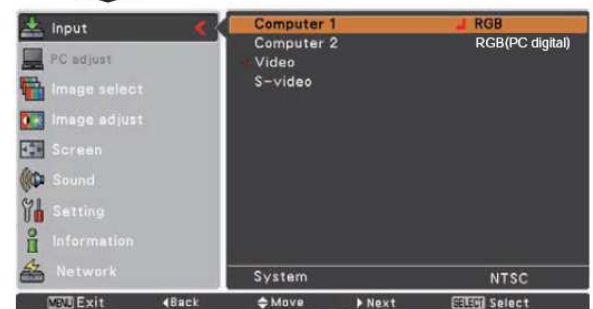 Input
PC adjust
Image select
Image adjust
Screen
Sound
Setting
Information
Network
Computer 1 RGB
Computer 2 RGB(PC digital)
Video
S-video
System NTSC
MENU Exit Back Move Next SELECT Select